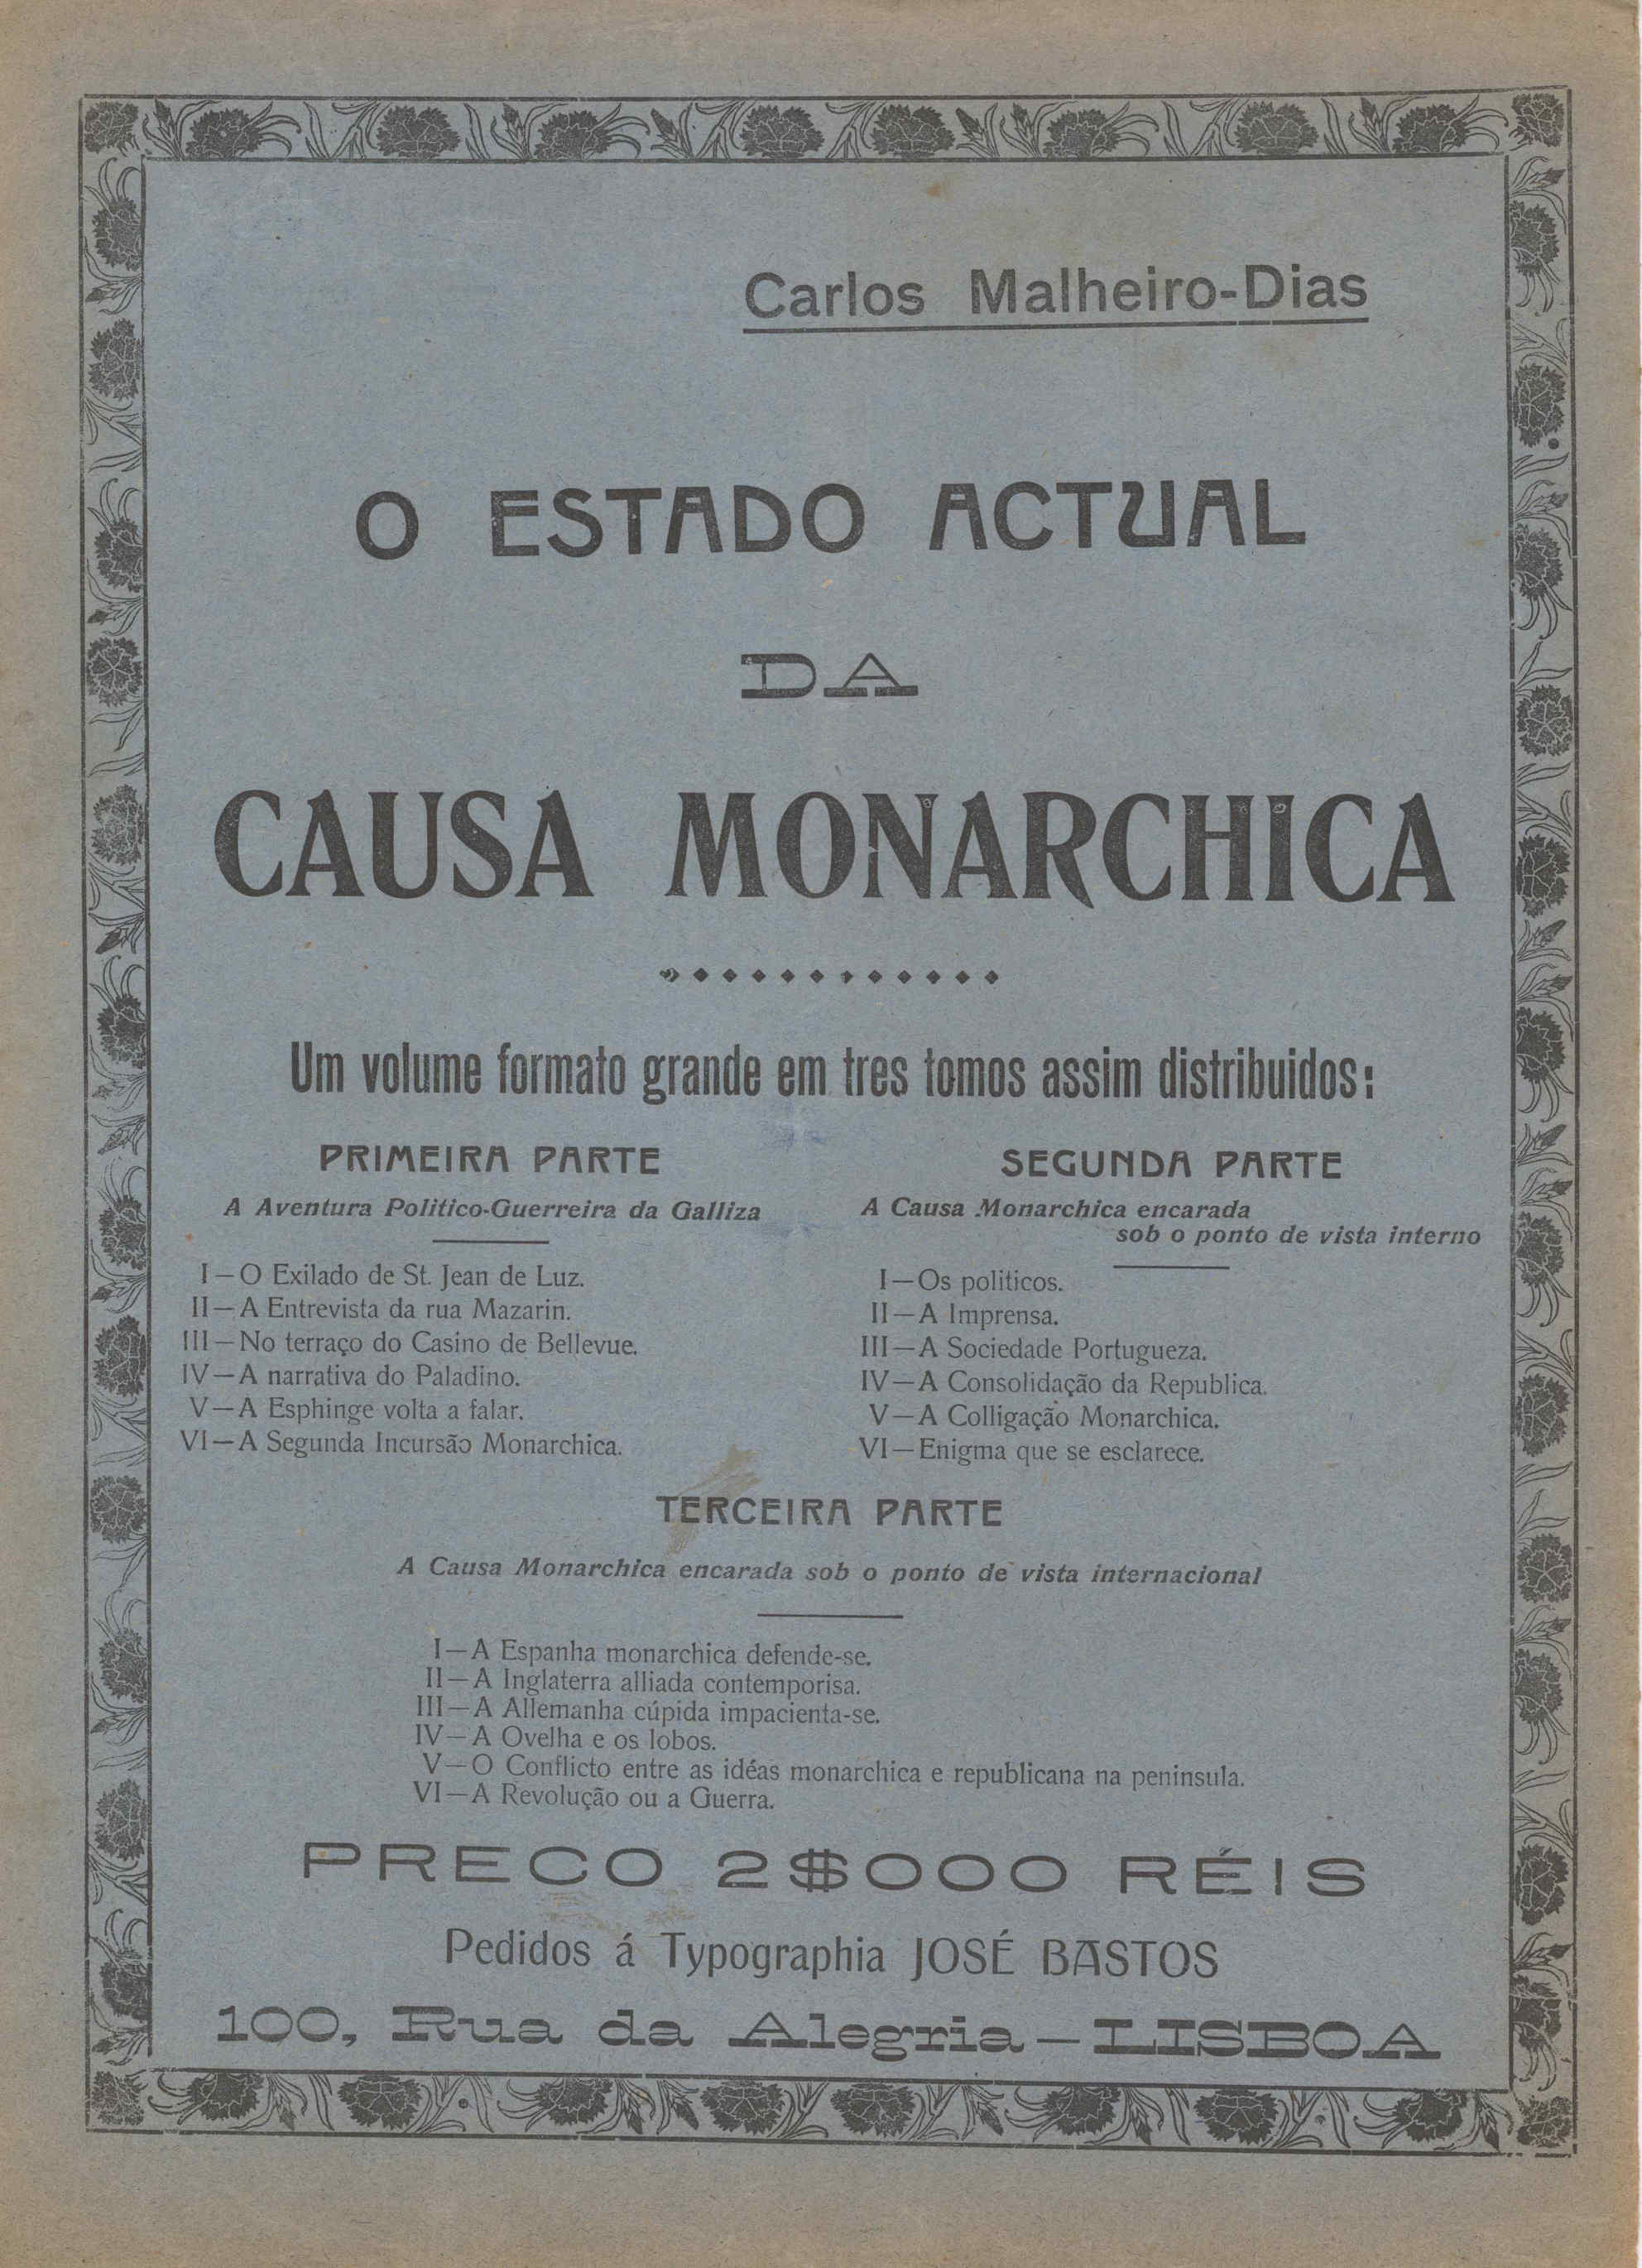 Carlos Malheiro-Dias
O ESTADO ACTUAL
DA
CAUSA MONARCHICA
Um volume formato grande em tres tomos assim distribuidos:
PRIMEIRA PARTE
A Aventura Politico-Guerreira da Galliza
I—O Exilado de St. Jean de Luz.
II—A Entrevista da rua Mazarin.
III—No terraço do Casino de Bellevue.
IV—A narrativa do Paladino.
V—A Esphinge volta a falar.
VI—A Segunda Incursão Monarchica.
SEGUNDA PARTE
A Causa Monarchica encarada
sob o ponto de vista interno
I—Os politicos.
II—A Imprensa.
III—A Sociedade Portugueza.
IV—A Consolidação da Republica.
V—A Colligação Monarchica.
VI—Enigma que se esclarece.
TERCEIRA PARTE
A Causa Monarchica encarada sob o ponto de vista internacional
I—A Espanha monarchica defende-se.
II—A Inglaterra alliada contemporisa.
III—A Allemanha cúpida impacienta-se.
IV—A Ovelha e os lobos.
V—O Conflicto entre as idéas monarchica e republicana na peninsula.
VI—A Revolução ou a Guerra.
PRECO 2$000 RÉIS
Pedidos á Typographia JOSÉ BASTOS
100, Rua da Alegria—LISBOA